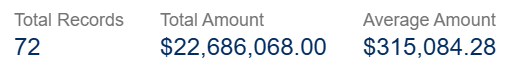 Total Records Total Amount Average Amount
72 $22,686,068.00 $315,084.28